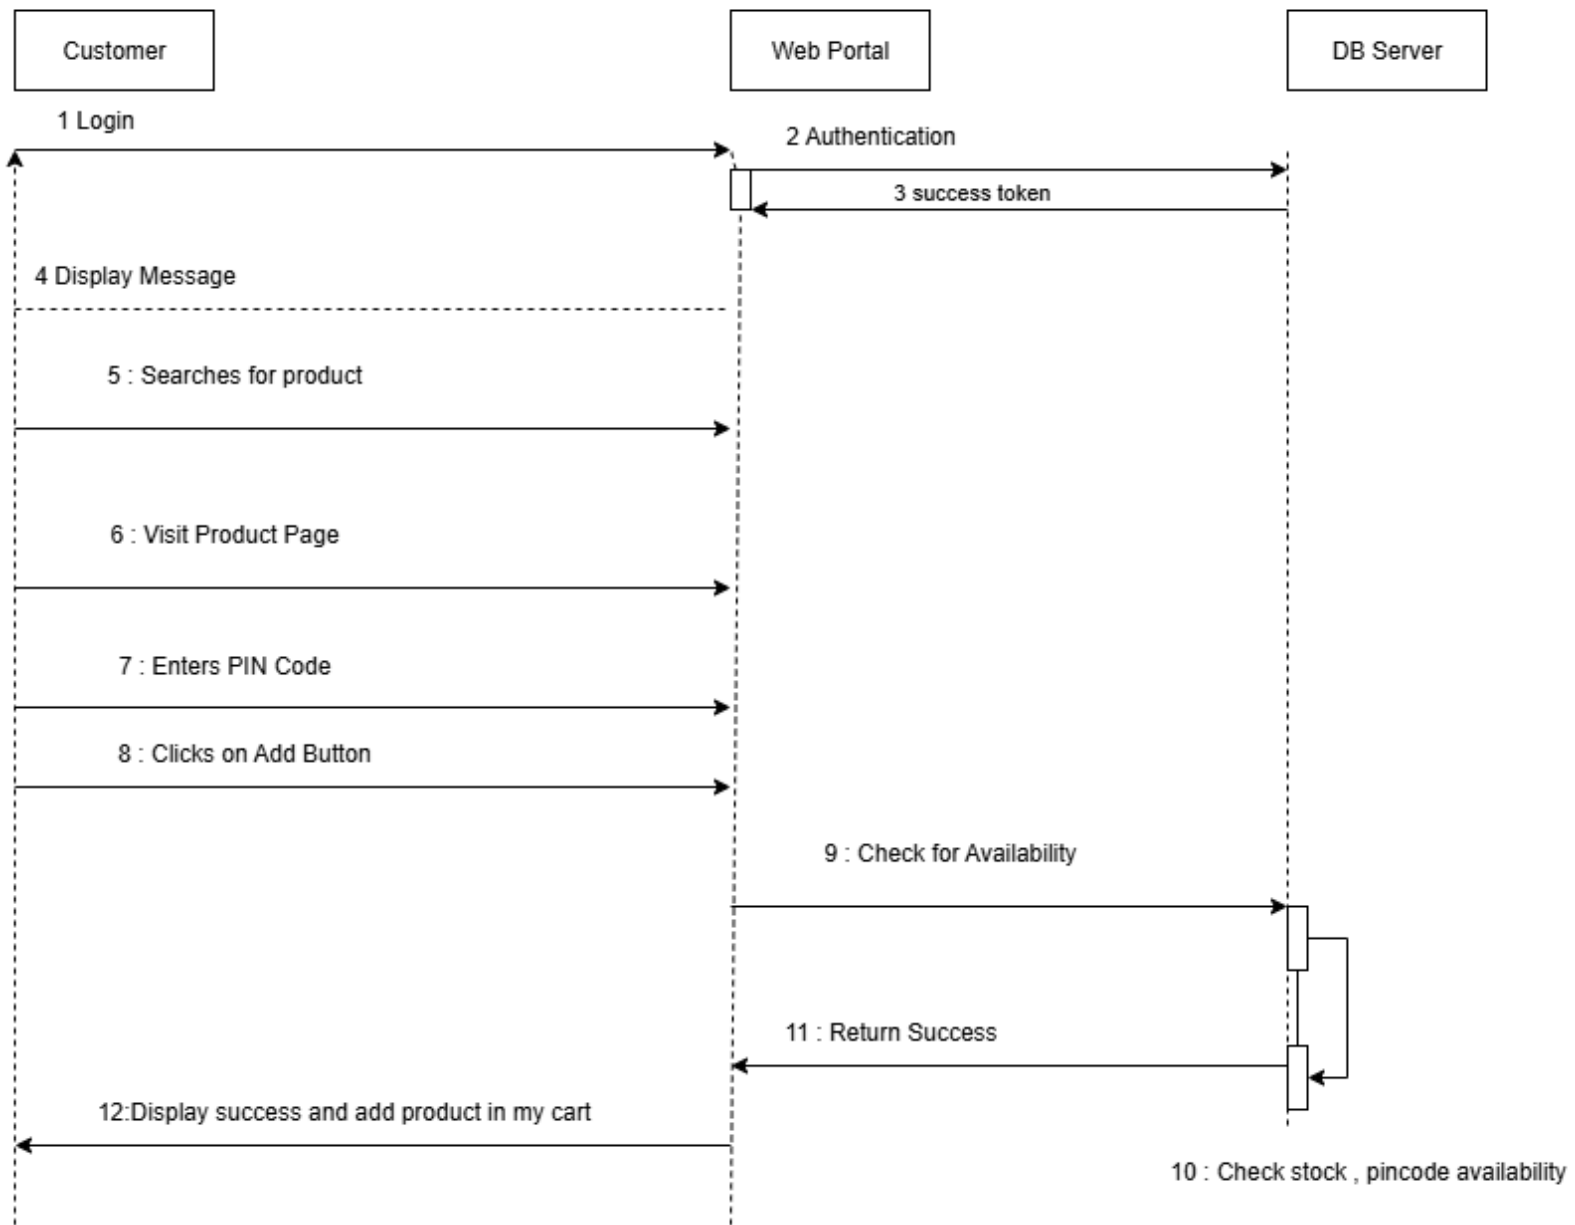 Customer
Web Portal
DB Server
1 Login
2 Authentication
3 success token
4 Display Message
5 : Searches for product
6 : Visit Product Page
7 : Enters PIN Code
8 : Clicks on Add Button
9 : Check for Availability
11 : Return Success
12:Display success and add product in my cart
10 : Check stock , pincode availability